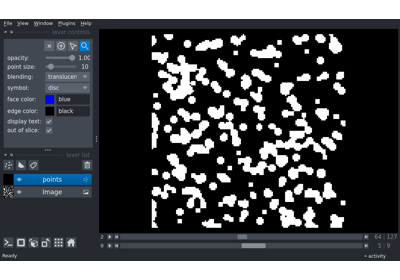 File View Window Plugins Help
layer controls
opacity: 1.00
point size: 10
blending: translucen
symbol: disc
face color: blue
edge color: black
display text:
out of slice:
layer list
points
Image
2 64 127
0 5 9
Ready activity